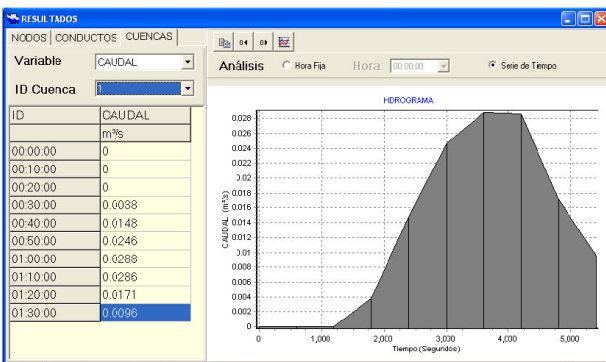 RESULTADOS
NODOS CONDUCTOS CUENCAS
Variable CAUDAL
ID Cuenca 1
ID CAUDAL
m³/s
00:00:00 0
00:10:00 0
00:20:00 0
00:30:00 0.0038
00:40:00 0.0148
00:50:00 0.0246
01:00:00 0.0288
01:10:00 0.0286
01:20:00 0.0171
01:30:00 0.0096
Análisis Hora Fija Hora: 00:00:00 Serie de Tiempo
HIDROGRAMA
CAUDAL (m³/s)
0.028
0.026
0.024
0.022
0.02
0.018
0.016
0.014
0.012
0.01
0.008
0.006
0.004
0.002
0
0 1,000 2,000 3,000 4,000 5,000
Tiempo (Segundos)